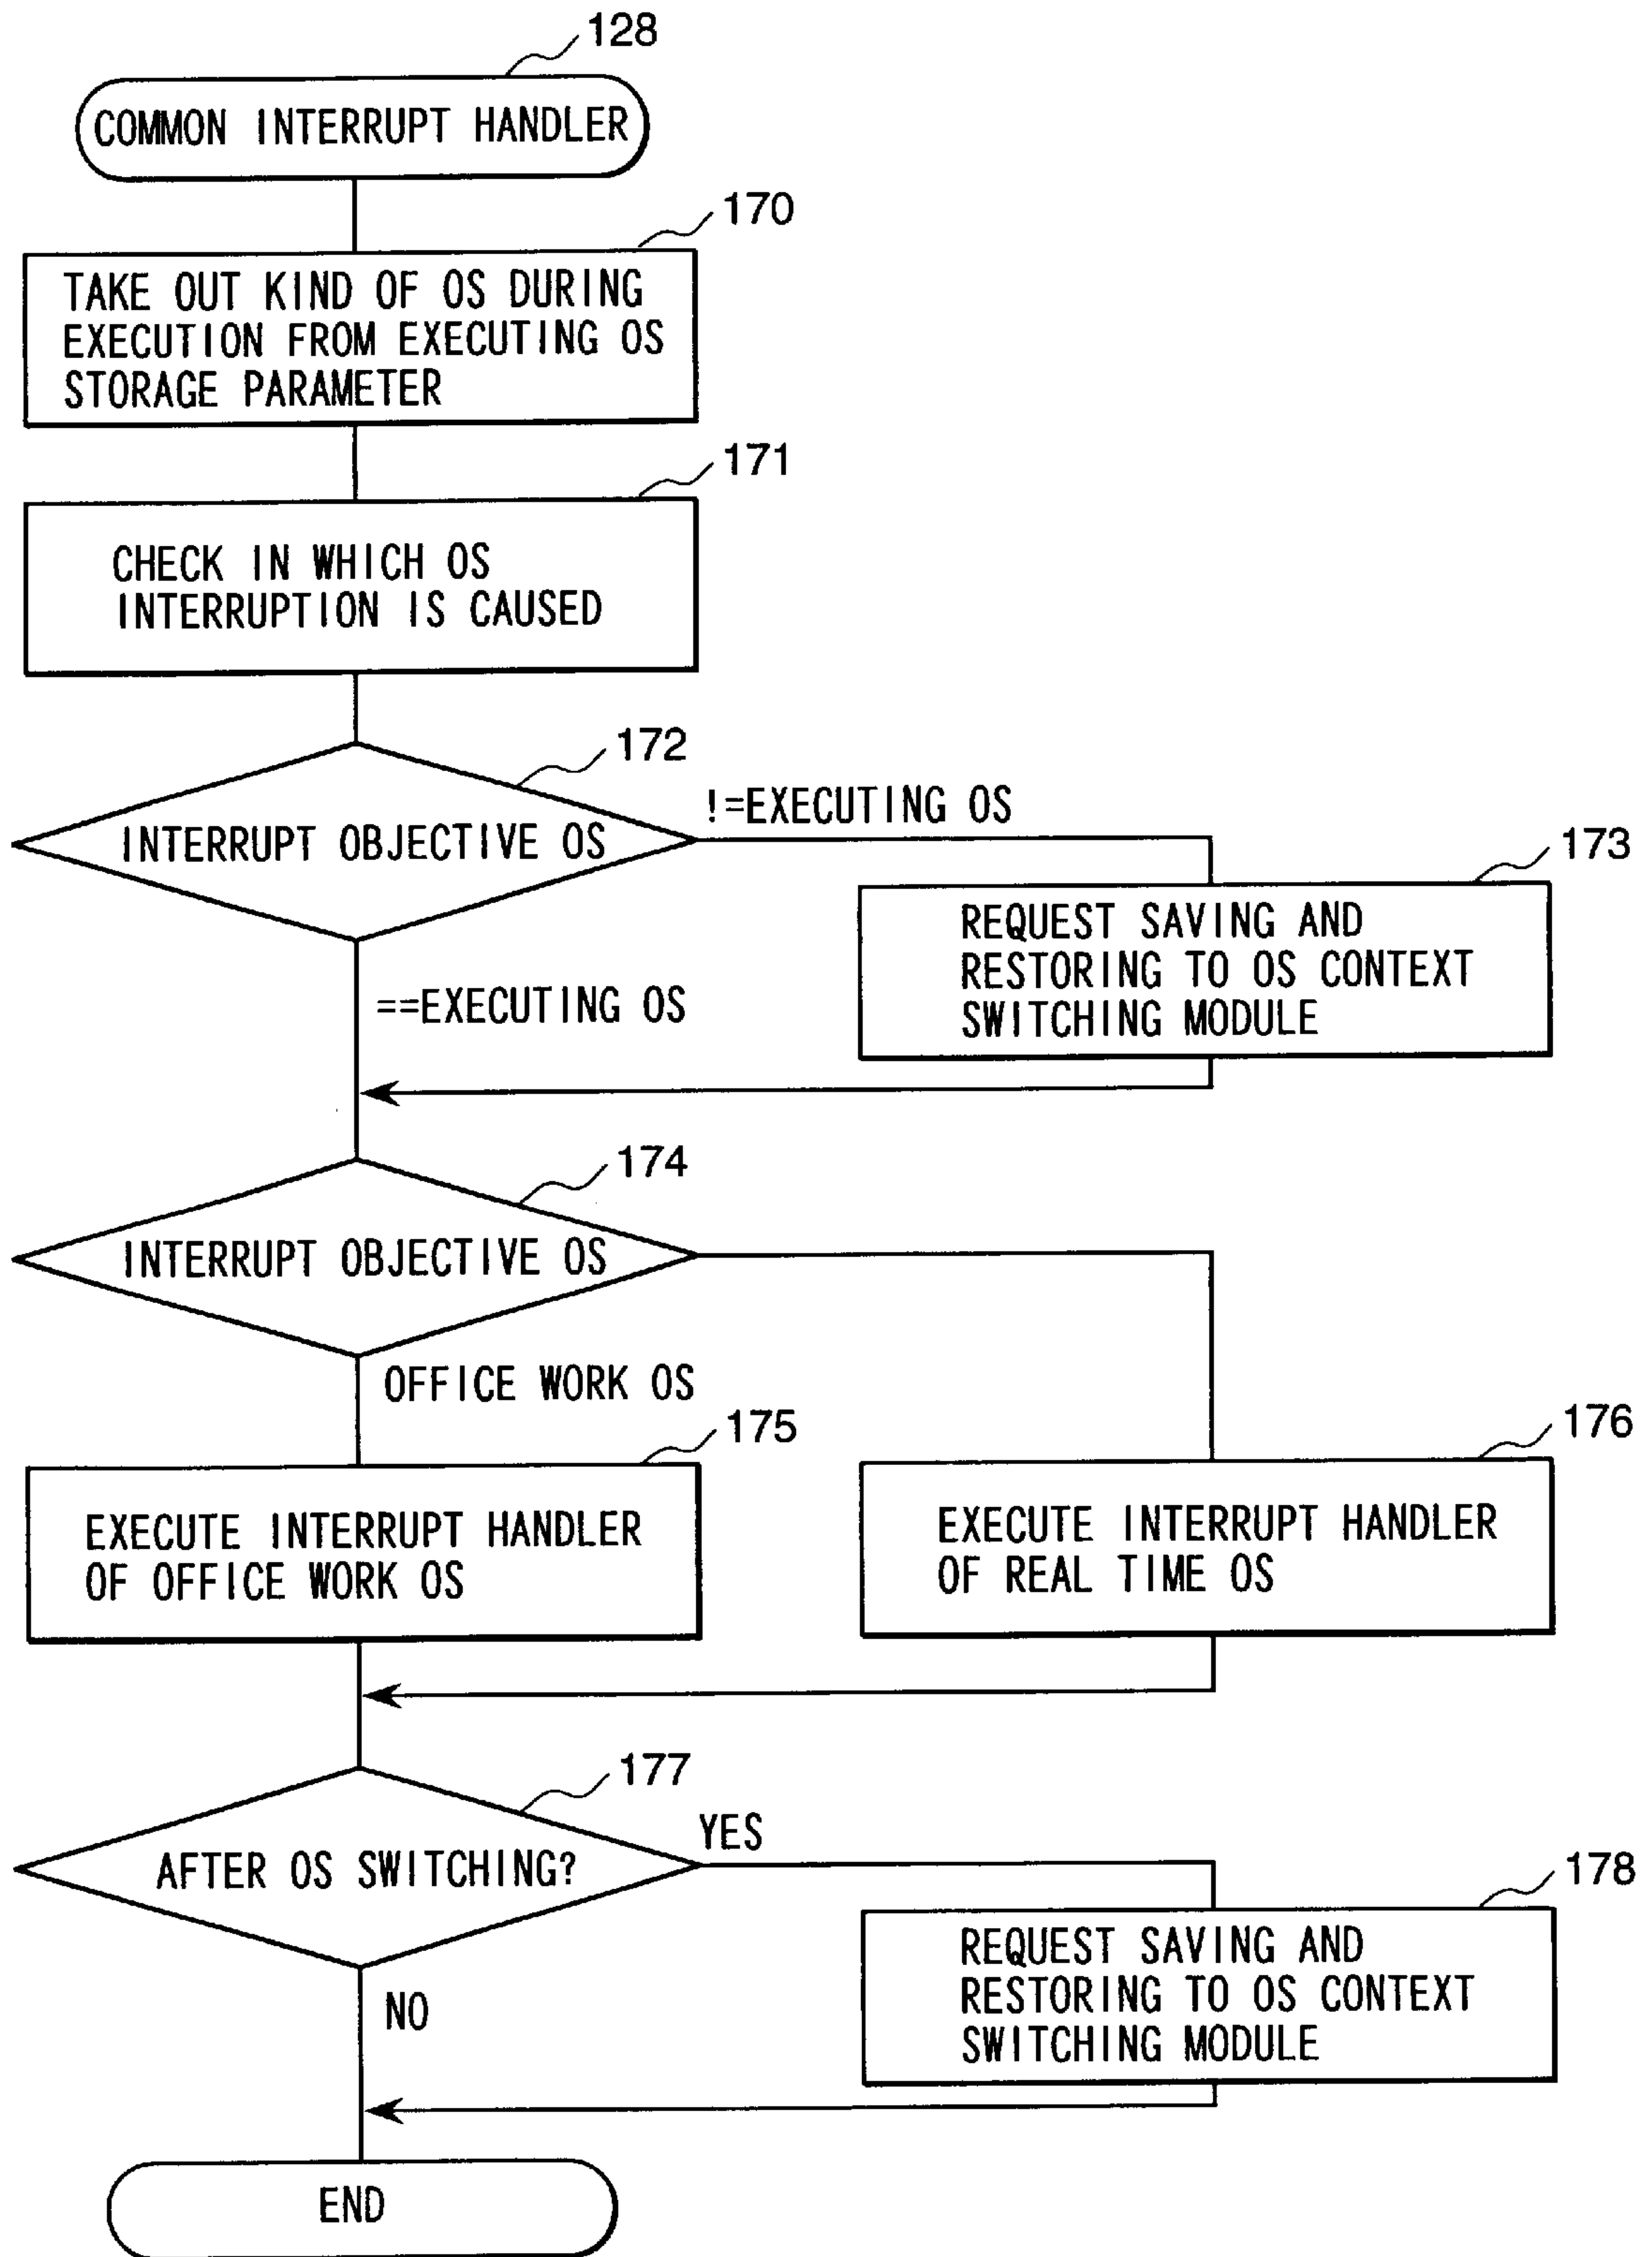 128
COMMON INTERRUPT HANDLER
170
TAKE OUT KIND OF OS DURING
EXECUTION FROM EXECUTING OS
STORAGE PARAMETER
171
CHECK IN WHICH OS
INTERRUPTION IS CAUSED
172
INTERRUPT OBJECTIVE OS
!=EXECUTING OS
173
REQUEST SAVING AND
RESTORING TO OS CONTEXT
SWITCHING MODULE
==EXECUTING OS
174
INTERRUPT OBJECTIVE OS
OFFICE WORK OS
175
EXECUTE INTERRUPT HANDLER
OF OFFICE WORK OS
176
EXECUTE INTERRUPT HANDLER
OF REAL TIME OS
177
AFTER OS SWITCHING?
YES
178
REQUEST SAVING AND
RESTORING TO OS CONTEXT
SWITCHING MODULE
NO
END